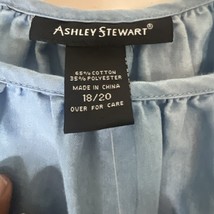 ASHLEY STEWART®
65% COTTON
35% POLYESTER
MADE IN CHINA
18/20
OVER FOR CARE